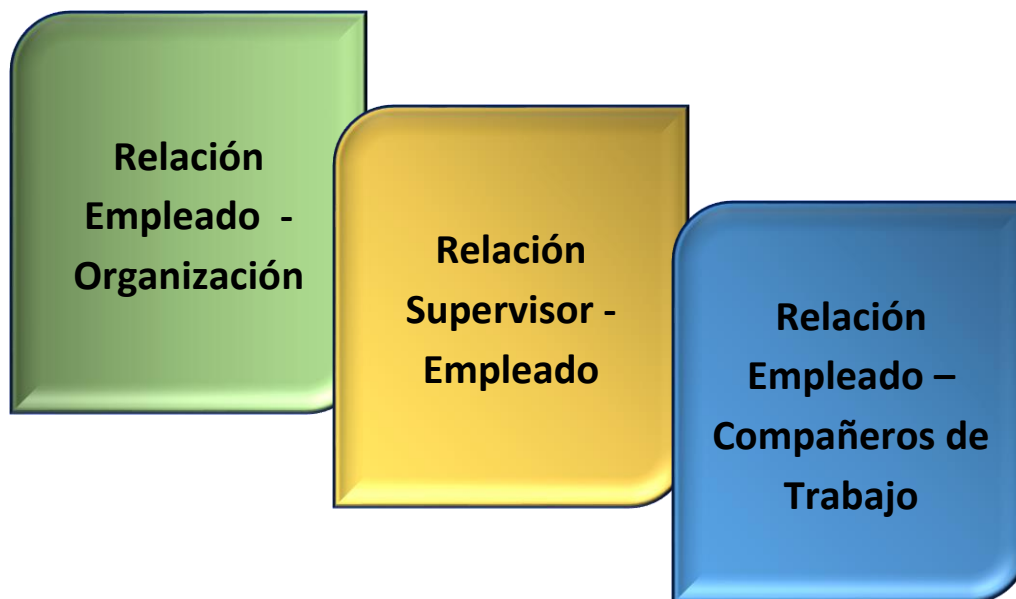 Relación
Empleado -
Organización
Relación
Supervisor -
Empleado
Relación
Empleado –
Compañeros de
Trabajo